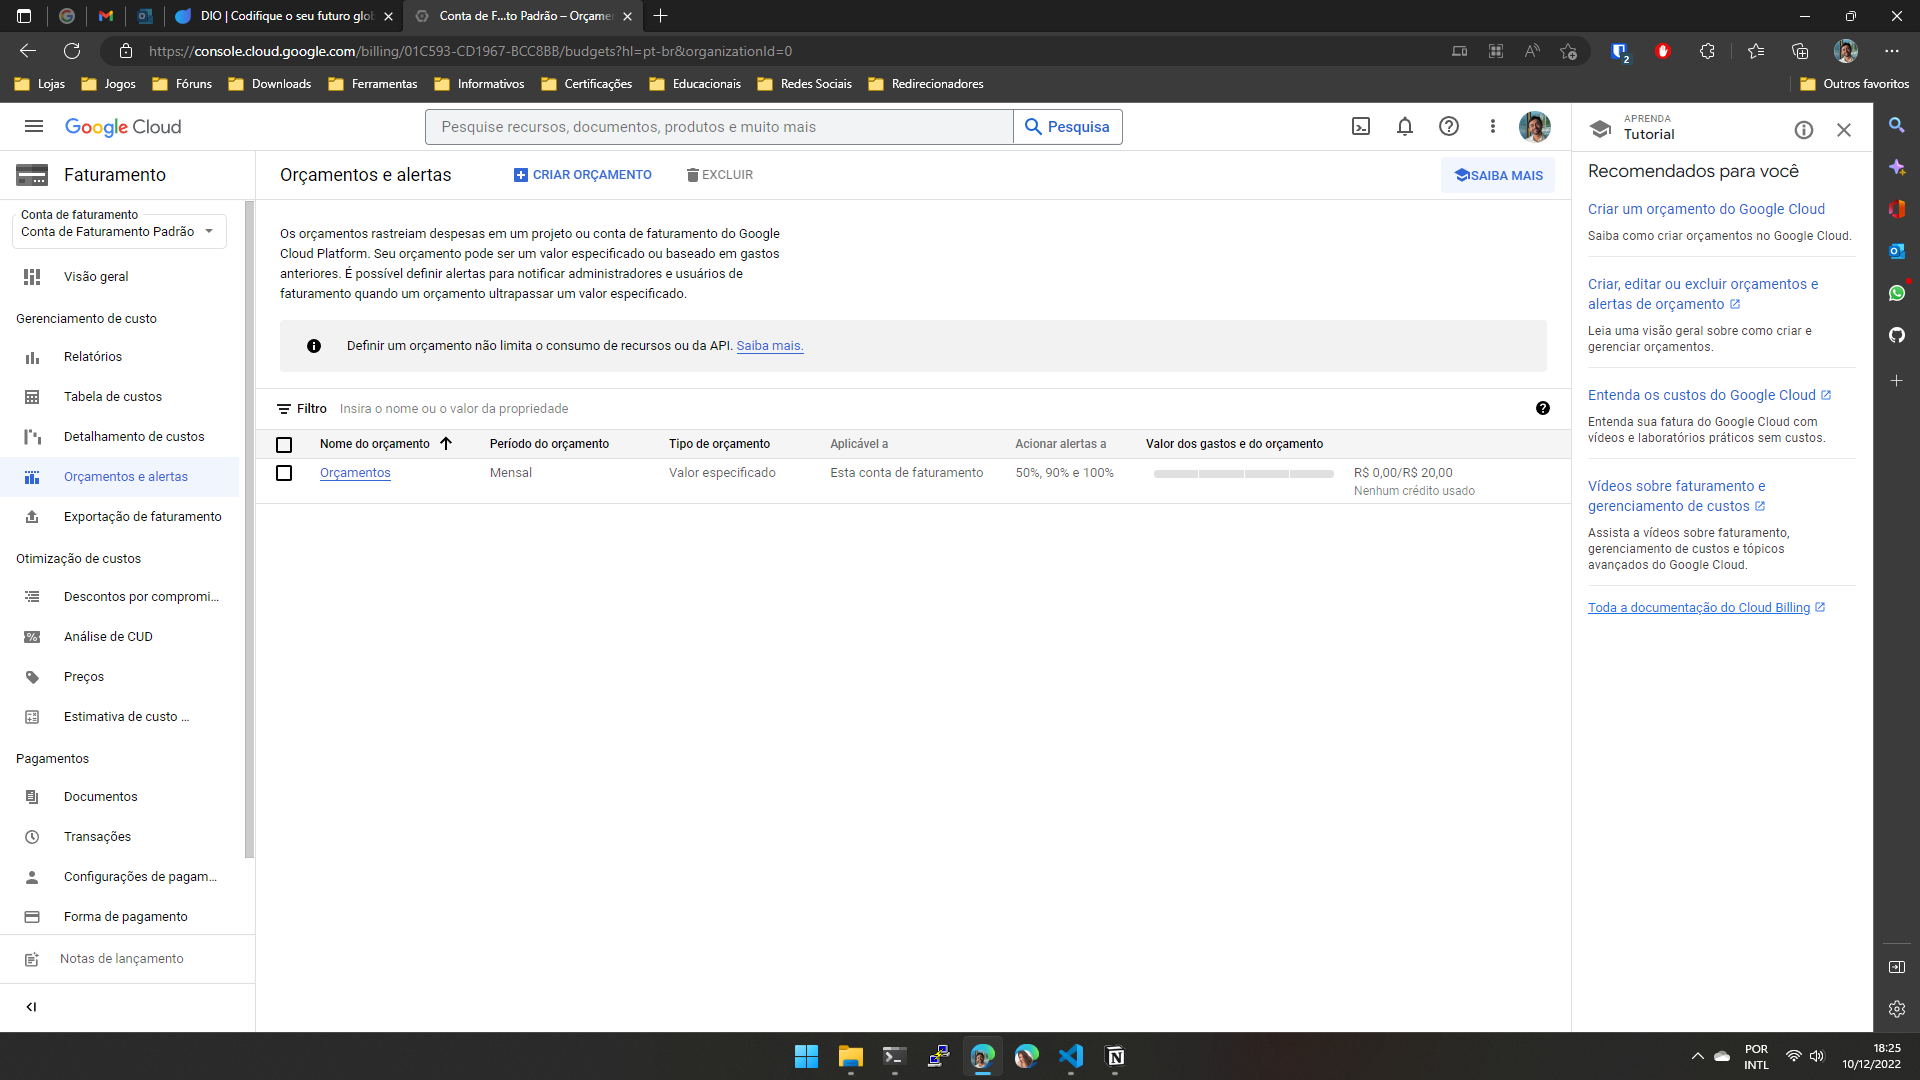 DIO | Codifique o seu futuro glob
Conta de F...to Padrão – Orçame
https://console.cloud.google.com/billing/01C593-CD1967-BCC8BB/budgets?hl=pt-br&organizationId=0
2
Lojas
Jogos
Fóruns
Downloads
Ferramentas
Informativos
Certificações
Educacionais
Redes Sociais
Redirecionadores
Outros favoritos
Google Cloud
Pesquise recursos, documentos, produtos e muito mais
Pesquisa
APRENDA
Tutorial
Faturamento
Orçamentos e alertas
CRIAR ORÇAMENTO
EXCLUIR
SAIBA MAIS
Conta de faturamento
Conta de Faturamento Padrão
Visão geral
Gerenciamento de custo
Relatórios
Tabela de custos
Detalhamento de custos
Orçamentos e alertas
Exportação de faturamento
Otimização de custos
Descontos por compromi...
Análise de CUD
Preços
Estimativa de custo ...
Pagamentos
Documentos
Transações
Configurações de pagam...
Forma de pagamento
Notas de lançamento
Os orçamentos rastreiam despesas em um projeto ou conta de faturamento do Google
Cloud Platform. Seu orçamento pode ser um valor especificado ou baseado em gastos
anteriores. É possível definir alertas para notificar administradores e usuários de
faturamento quando um orçamento ultrapassar um valor especificado.
Definir um orçamento não limita o consumo de recursos ou da API. Saiba mais.
Filtro Insira o nome ou o valor da propriedade
Nome do orçamento Período do orçamento Tipo de orçamento Aplicável a Acionar alertas a Valor dos gastos e do orçamento
Orçamentos Mensal Valor especificado Esta conta de faturamento 50%, 90% e 100% R$ 0,00/R$ 20,00
Nenhum crédito usado
Recomendados para você
Criar um orçamento do Google Cloud
Saiba como criar orçamentos no Google Cloud.
Criar, editar ou excluir orçamentos e
alertas de orçamento
Leia uma visão geral sobre como criar e
gerenciar orçamentos.
Entenda os custos do Google Cloud
Entenda sua fatura do Google Cloud com
vídeos e laboratórios práticos sem custos.
Vídeos sobre faturamento e
gerenciamento de custos
Assista a vídeos sobre faturamento,
gerenciamento de custos e tópicos
avançados do Google Cloud.
Toda a documentação do Cloud Billing
POR
INTL
18:25
10/12/2022